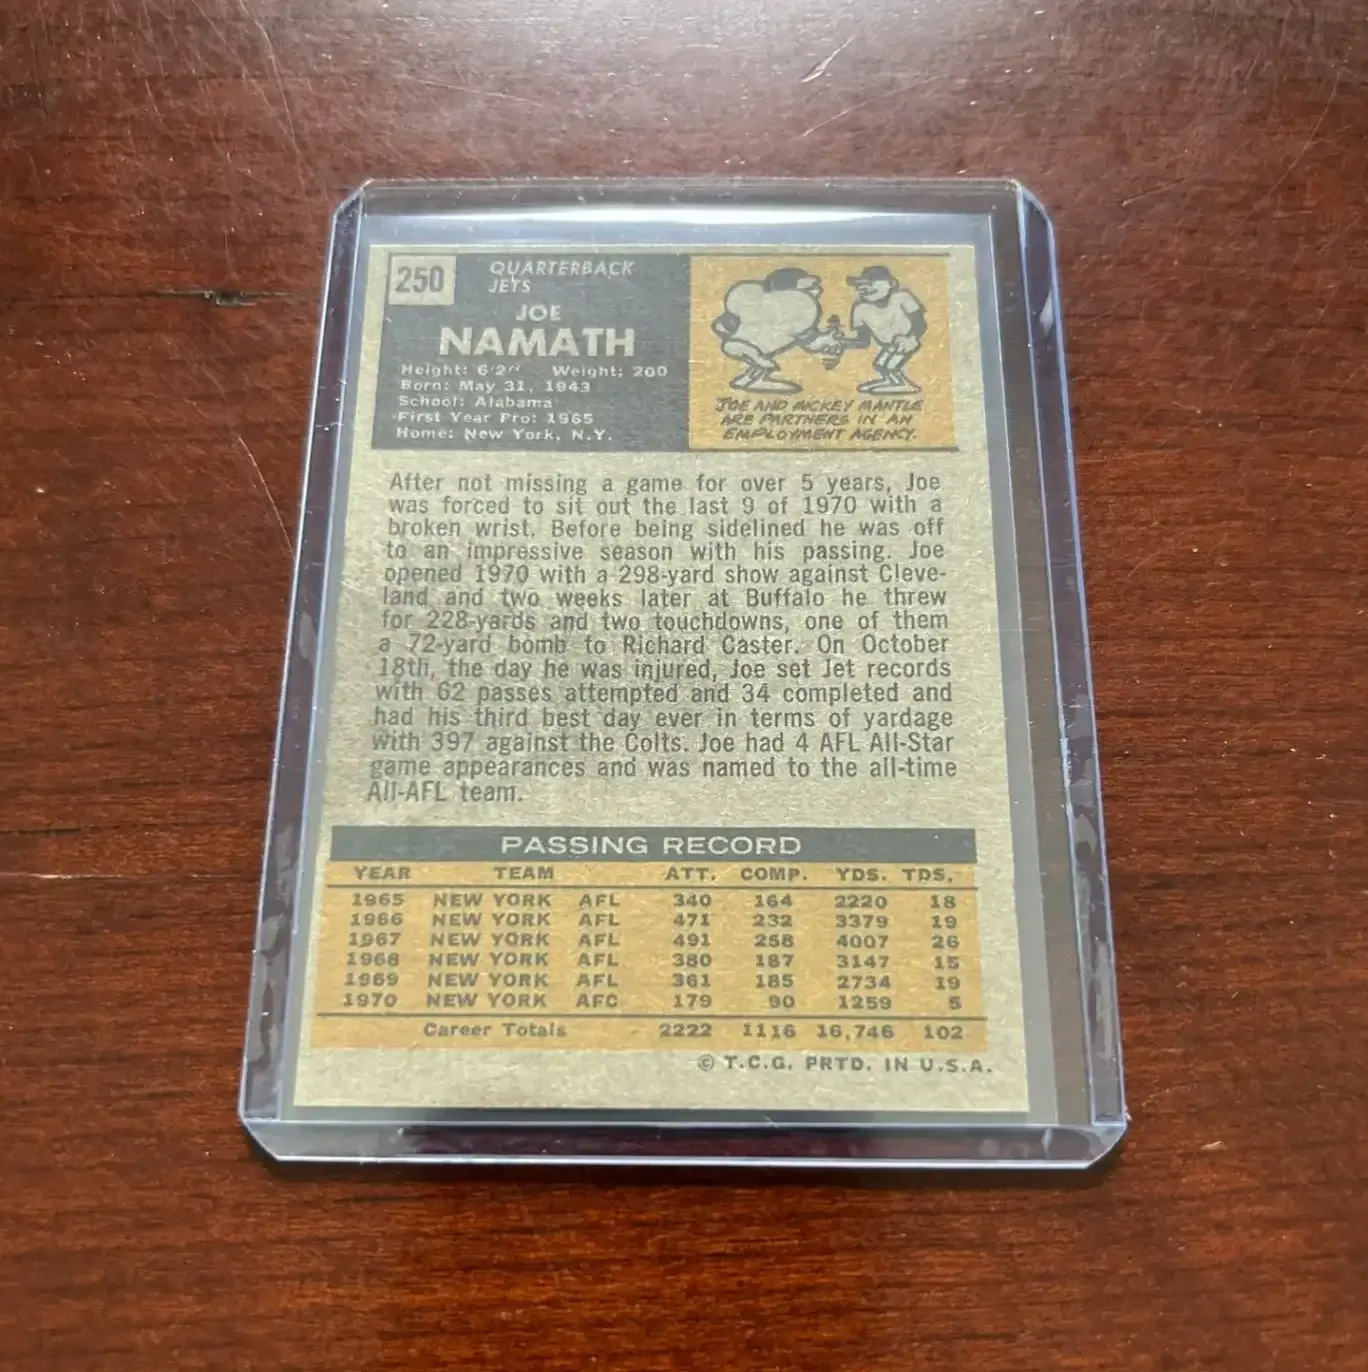 250
QUARTERBACK
JETS
JOE
NAMATH
Height: 6'2" Weight: 200
Born: May 31, 1943
School: Alabama
First Year Pro: 1965
Home: New York, N.Y.
JOE AND MICKEY MANTLE
ARE PARTNERS IN AN
EMPLOYMENT AGENCY.
After not missing a game for over 5 years, Joe
was forced to sit out the last 9 of 1970 with a
broken wrist. Before being sidelined he was off
to an impressive season with his passing. Joe
opened 1970 with a 298-yard show against Cleve-
land and two weeks later at Buffalo he threw
for 228-yards and two touchdowns, one of them
a 72-yard bomb to Richard Caster. On October
18th, the day he was injured, Joe set Jet records
with 62 passes attempted and 34 completed and
had his third best day ever in terms of yardage
with 397 against the Colts. Joe had 4 AFL All-Star
game appearances and was named to the all-time
All-AFL team.
PASSING RECORD
YEAR TEAM ATT. COMP. YDS. TDS.
1965 NEW YORK AFL 340 164 2220 18
1966 NEW YORK AFL 471 232 3379 19
1967 NEW YORK AFL 491 258 4007 26
1968 NEW YORK AFL 380 187 3147 15
1969 NEW YORK AFL 361 185 2734 19
1970 NEW YORK AFC 179 90 1259 5
Career Totals 2222 1116 16,746 102
© T.C.G. PRTD. IN U.S.A.